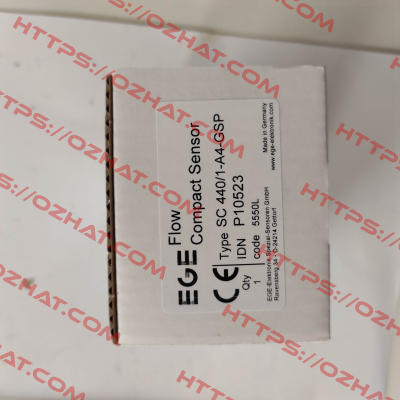 EGE
Flow
Compact Sensor
Type SC 440/1-A4-GSP
CE
IDN P10523
Qty code 5550L
1
Made in Germany
www.ege-elektronik.com
EGE-Elektronik Spezial-Sensoren GmbH
Ravensberg 34 - D-24214 Gettorf
HTTPS://OZHAT.COM